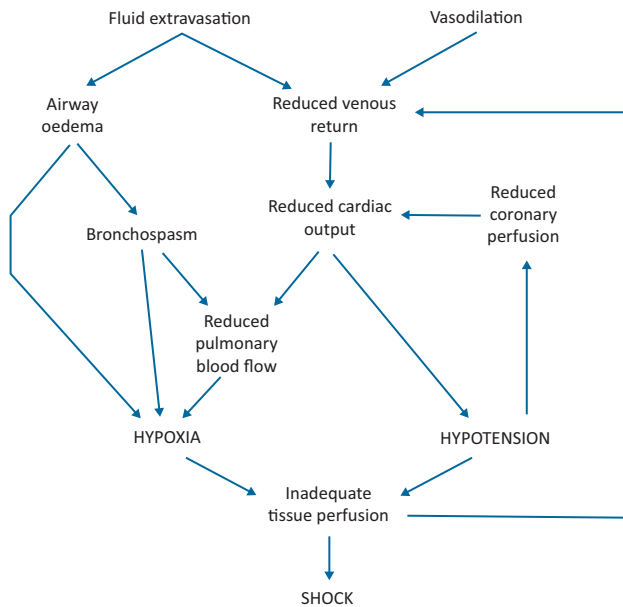 Fluid extravasation
Vasodilation
Airway
oedema
Reduced venous
return
Reduced cardiac
output
Reduced
coronary
perfusion
Bronchospasm
Reduced
pulmonary
blood flow
HYPOXIA
HYPOTENSION
Inadequate
tissue perfusion
SHOCK